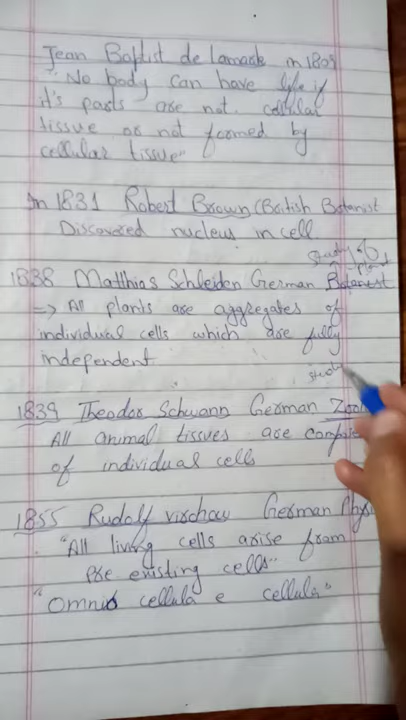 Jean Baptist de Lamark in 1809
"No body can have life if
it's parts are not cellular
tissue or not formed by
cellular tissue"
In 1831 Robert Brown (British Botanist
Discovered nucleus in cell
Study of
1838 Matthias Schleiden German Botanist
=> All plants are aggregates of
individual cells which are fully
independent
1839 Theodor Schwann German
All animal tissues are
of individual cells
1855 Rudolf virchow German
"All living cells arise from
pre existing cells"
"Omnis cellula e cellula"